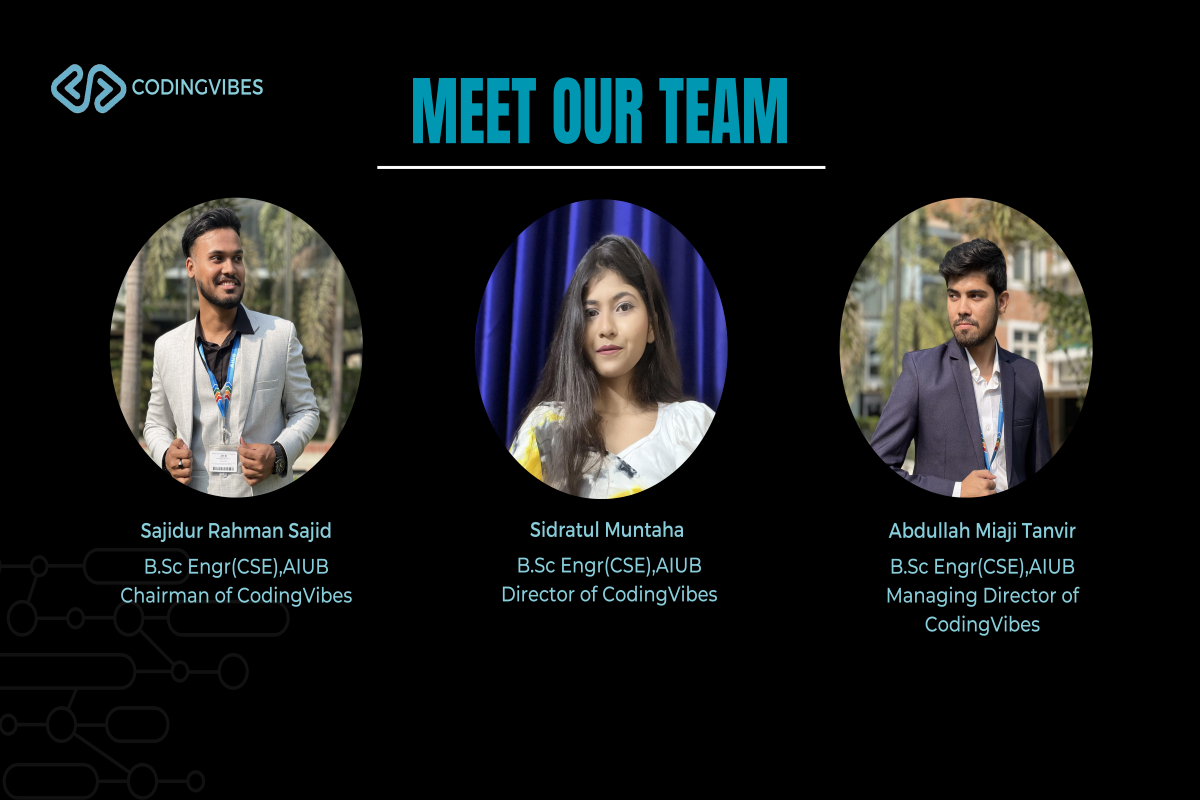 CODINGVIBES
MEET OUR TEAM
Sajidur Rahman Sajid
B.Sc Engr(CSE),AIUB
Chairman of CodingVibes
Sidratul Muntaha
B.Sc Engr(CSE),AIUB
Director of CodingVibes
Abdullah Miaji Tanvir
B.Sc Engr(CSE),AIUB
Managing Director of
CodingVibes